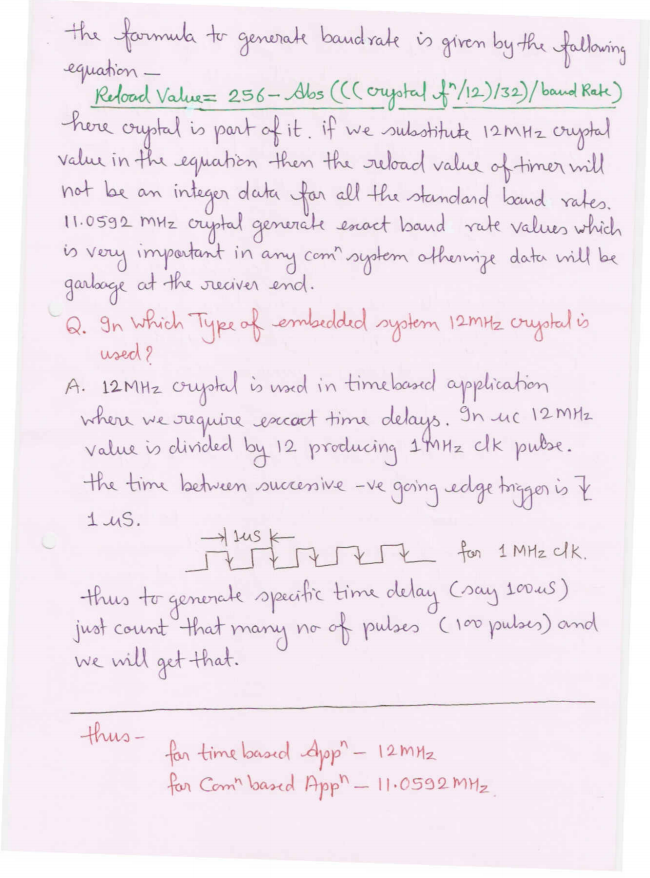 the formula to generate baudrate is given by the following
equation —
Reload Value = 256 - Abs (((crystal fⁿ/12)/32)/baud Rate)
here crystal is part of it. if we substitute 12MHz crystal
value in the equation then the reload value of timer will
not be an integer data for all the standard baud rates.
11.0592 MHz crystal generate exact baud rate values which
is very important in any comⁿ system otherwize data will be
garbage at the reciver end.
Q. In which Type of embedded system 12MHz crystal is
used?
A. 12MHz crystal is used in timebased application
where we require exccact time delays. In uc 12MHz
value is divided by 12 producing 1MHz clk pulse.
the time between successive -ve going edge trigger is
1uS.
1us
for 1MHz clk.
thus to generate specific time delay (say 100uS)
just count that many no of pulses (100 pulses) and
we will get that.
thus -
for time based Appⁿ - 12MHz
for Comⁿ based Appⁿ - 11.0592MHz.